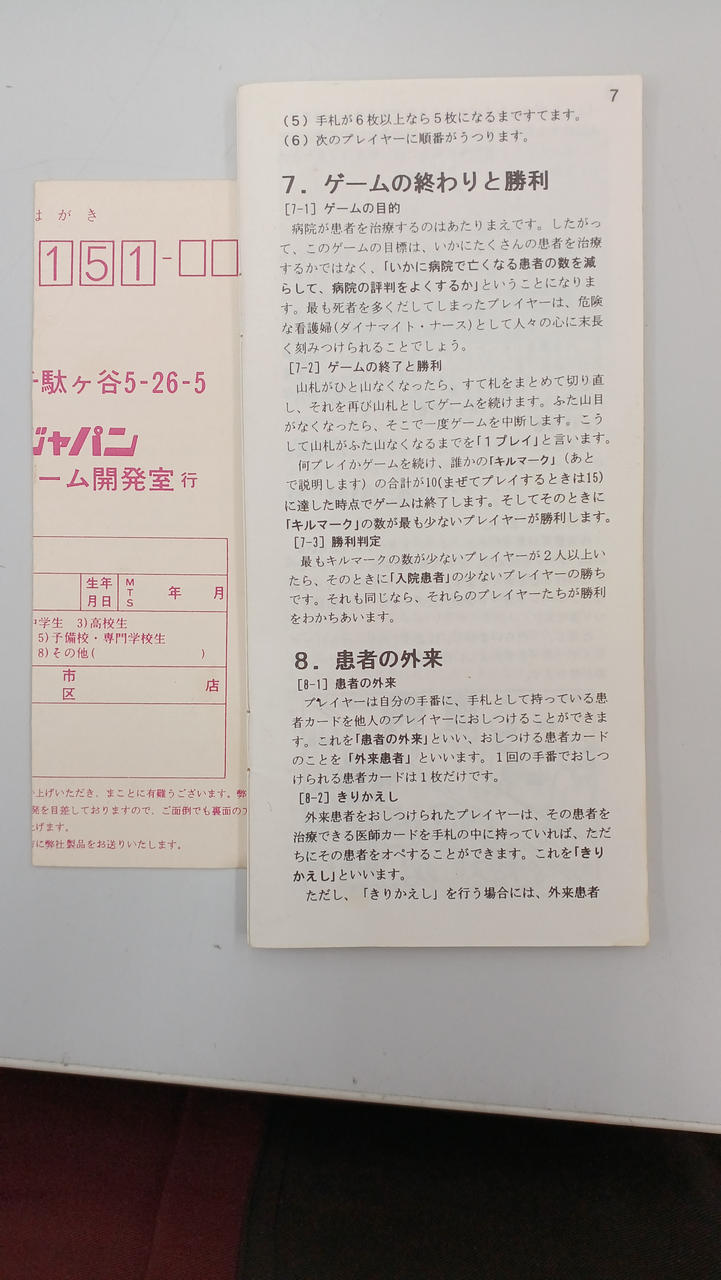 7
(5) 手札が6枚以上なら5枚になるまですてます。
(6) 次のプレイヤーに順番がうつります。
7. ゲームの終わりと勝利
[7-1] ゲームの目的
病院が患者を治療するのはあたりまえです。したがっ
て、このゲームの目標は、いかにたくさんの患者を治療
するかではなく、「いかに病院で亡くなる患者の数を減
らして、病院の評判をよくするか」ということになりま
す。最も死者を多くだしてしまったプレイヤーは、危険
な看護婦(ダイナマイト・ナース)として人々の心に末長
く刻みつけられることでしょう。
[7-2] ゲームの終了と勝利
山札がひと山なくなったら、すて札をまとめて切り直
し、それを再び山札としてゲームを続けます。ふた山目
がなくなったら、そこで一度ゲームを中断します。こう
して山札がふた山なくなるまでを「1プレイ」と言います。
何プレイかゲームを続け、誰かの「キルマーク」(あと
で説明します)の合計が10(まぜてプレイするときは15)
に達した時点でゲームは終了します。そしてそのときに
「キルマーク」の数が最も少ないプレイヤーが勝利します。
[7-3] 勝利判定
最もキルマークの数が少ないプレイヤーが2人以上い
たら、そのときに「入院患者」の少ないプレイヤーの勝ち
です。それも同じなら、それらのプレイヤーたちが勝利
をわかちあいます。
8. 患者の外来
[8-1] 患者の外来
プレイヤーは自分の手番に、手札として持っている患
者カードを他人のプレイヤーにおしつけることができま
す。これを「患者の外来」といい、おしつける患者カード
のことを「外来患者」といいます。1回の手番でおしつ
けられる患者カードは1枚だけです。
[8-2] きりかえし
外来患者をおしつけられたプレイヤーは、その患者を
治療できる医師カードを手札の中に持っていれば、ただ
ちにその患者をオペすることができます。これを「きり
かえし」といいます。
ただし、「きりかえし」を行う場合には、外来患者
はがき
151-
駄ヶ谷5-26-5
ジャパン
ーム開発室 行
生年月日 MTS 年 月
中学生 3)高校生
5)予備校・専門学校生
8)その他( )
市区 店
上げいただき、まことに有難うございます。弊
発を目差しておりますので、ご面倒でも裏面の
上げます。
に弊社製品をお送りいたします。